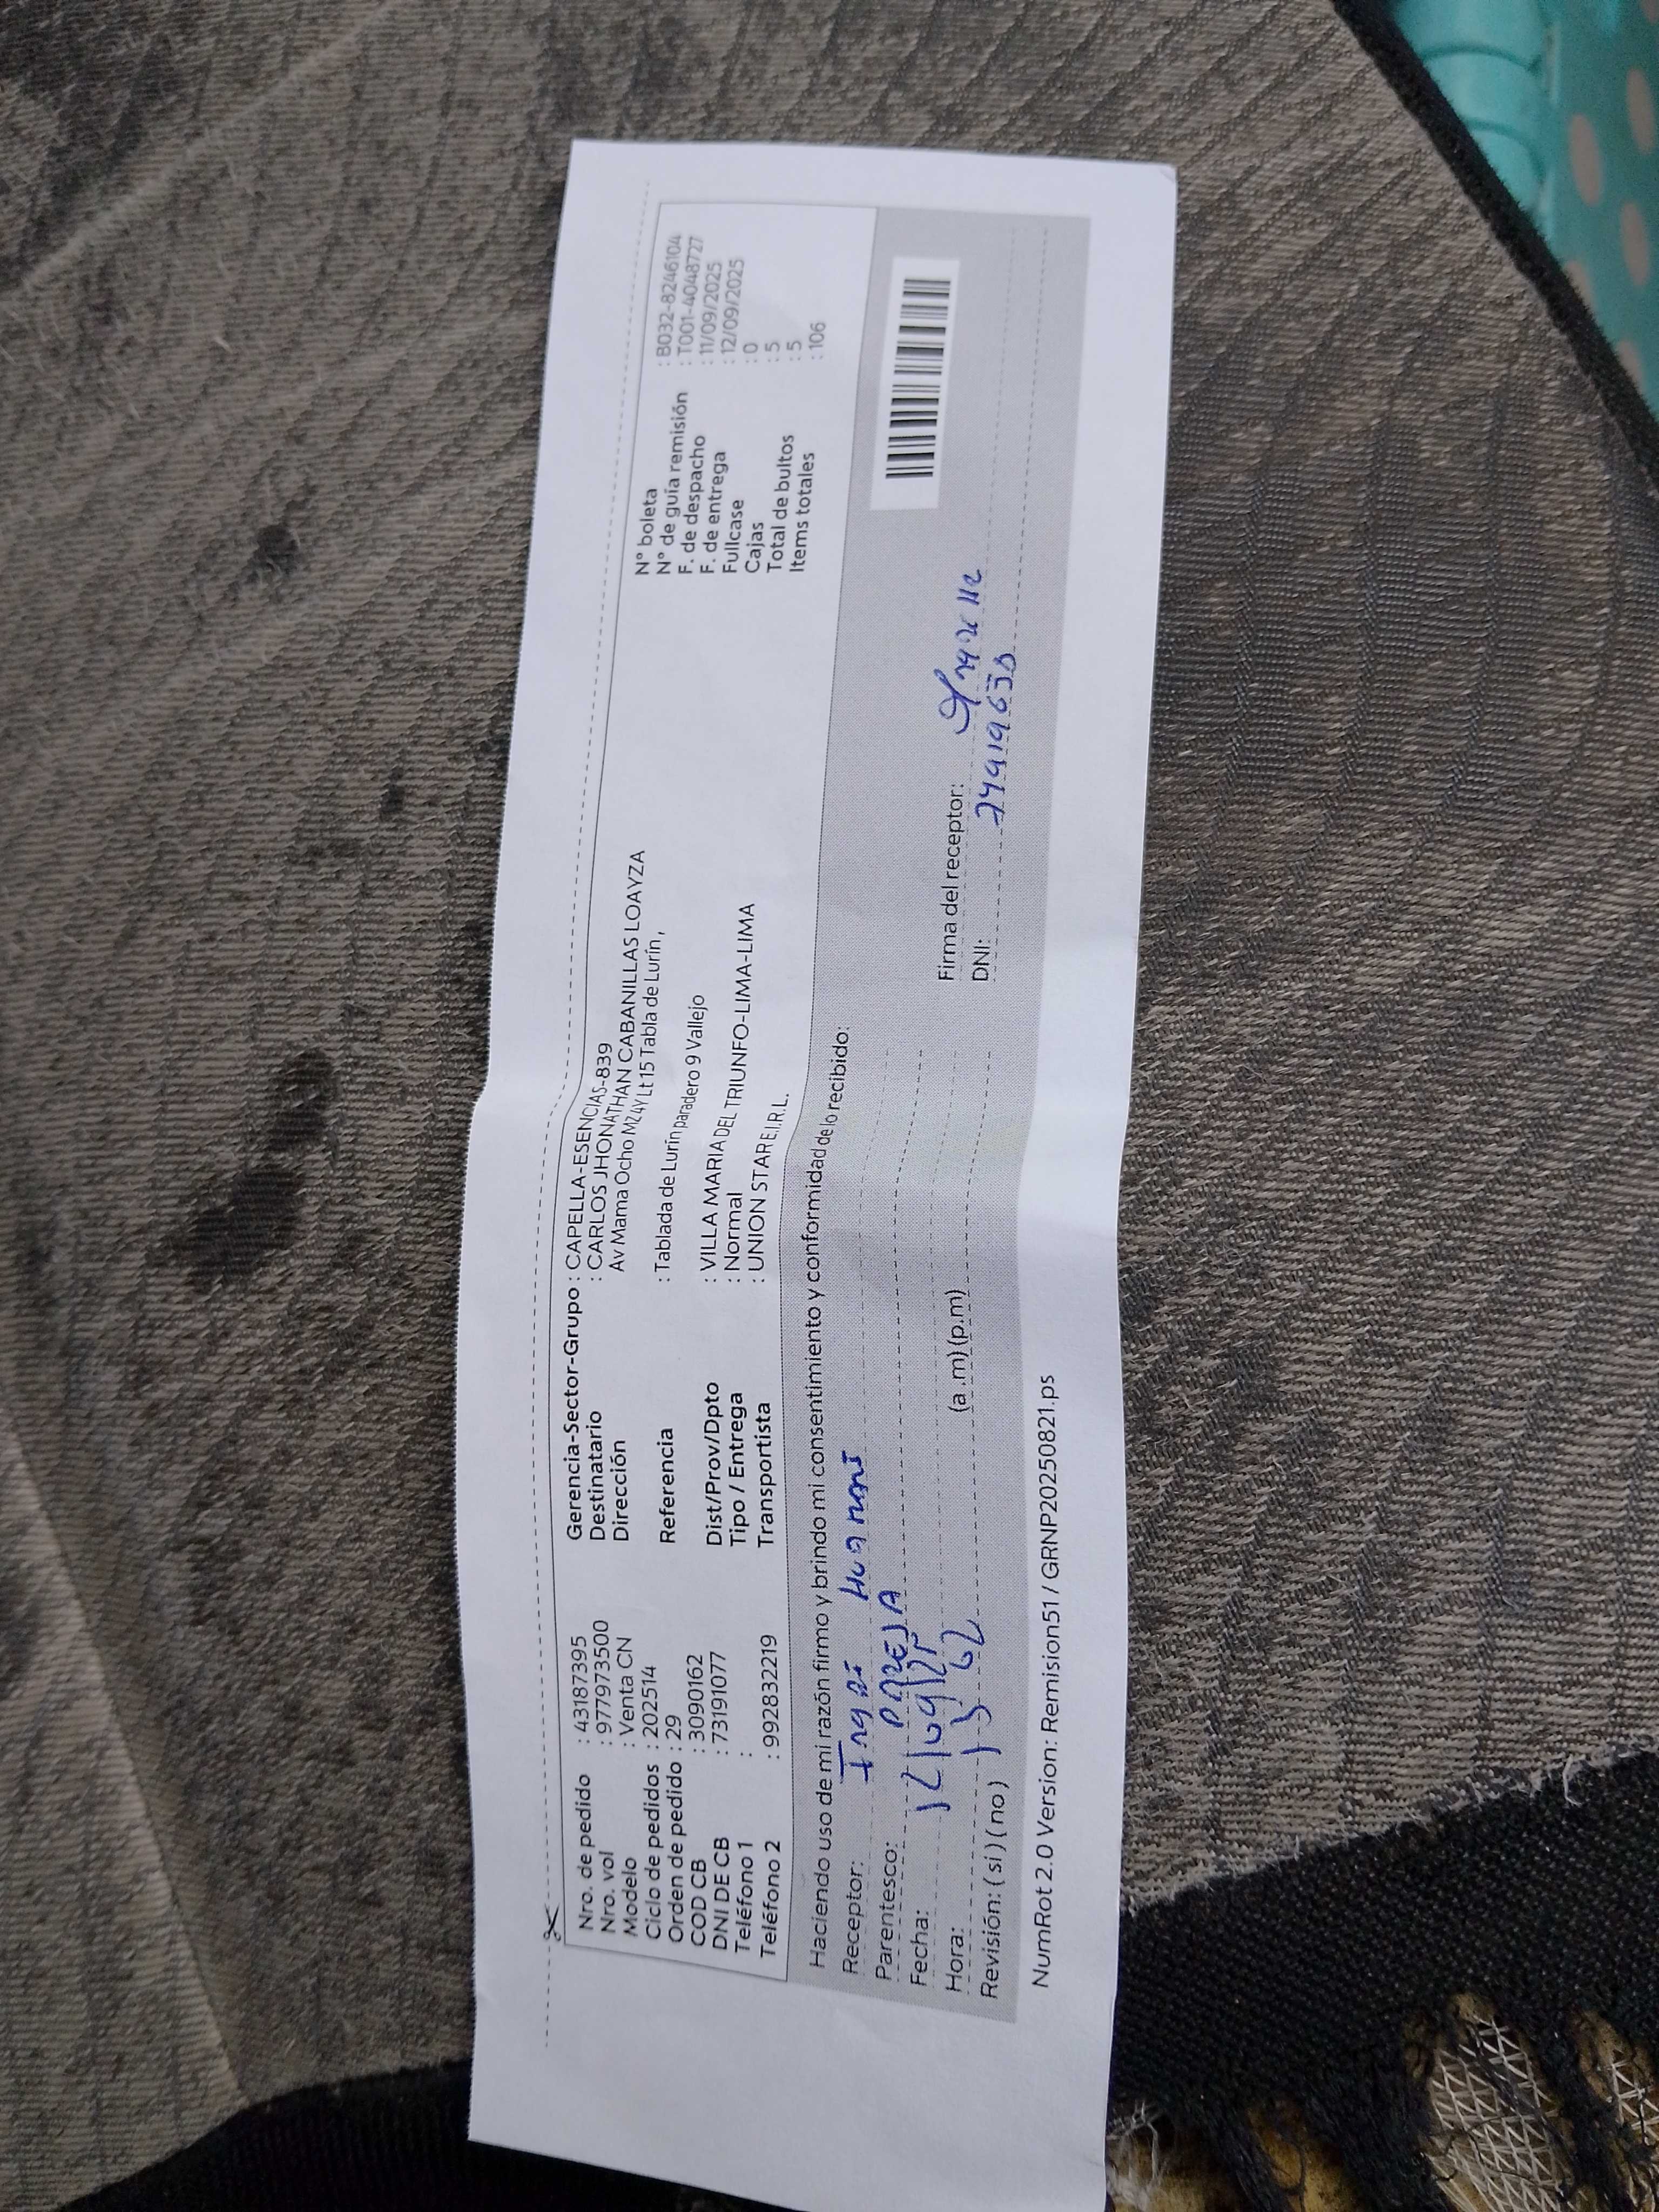 Nro. de pedido : 43187395
Nro. vol : 977973500
Modelo : Venta CN
Ciclo de pedidos : 202514
Orden de pedido : 29
COD CB : 3090162
DNI DE CB : 73191077
Teléfono 1 :
Teléfono 2 : 992832219
Gerencia-Sector-Grupo : CAPELLA-ESENCIAS-839
Destinatario : CARLOS JHONATHAN CABANILLAS LOAYZA
Dirección Av Mama Ocho MZ4Y Lt 15 Tabla de Lurín ,
Referencia : Tablada de Lurín paradero 9 Vallejo
Dist/Prov/Dpto : VILLA MARIA DEL TRIUNFO-LIMA-LIMA
Tipo / Entrega : Normal
Transportista : UNION STAR E.I.R.L.
N° boleta : B032-8246104
N° de guía remisión : T001-4048727
F. de despacho : 11/09/2025
F. de entrega : 12/09/2025
Fullcase : 0
Cajas : 5
Total de bultos : 5
Items totales : 106
Haciendo uso de mi razón firmo y brindo mi consentimiento y conformidad de lo recibido:
Receptor: Huamani
Parentesco: PAREJA
Fecha:
Hora: (a .m) (p.m)
Revisión: ( si ) ( no )
Firma del receptor:
DNI:
NumRot 2.0 Version: Remision51 / GRNP20250821.ps